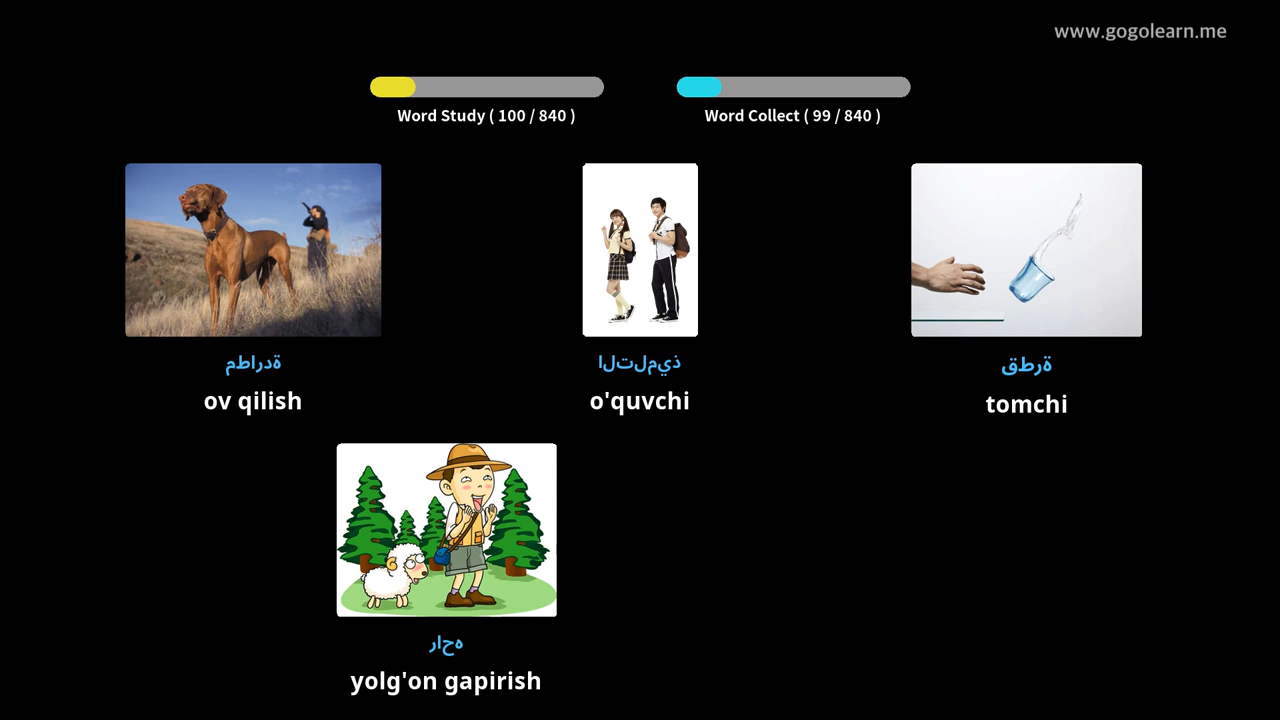 www.gogolearn.me
Word Study ( 100 / 840 )
Word Collect ( 99 / 840 )
ةدراطم
ov qilish
ذيملتلا
o'quvchi
ةرطق
tomchi
هحار
yolg'on gapirish